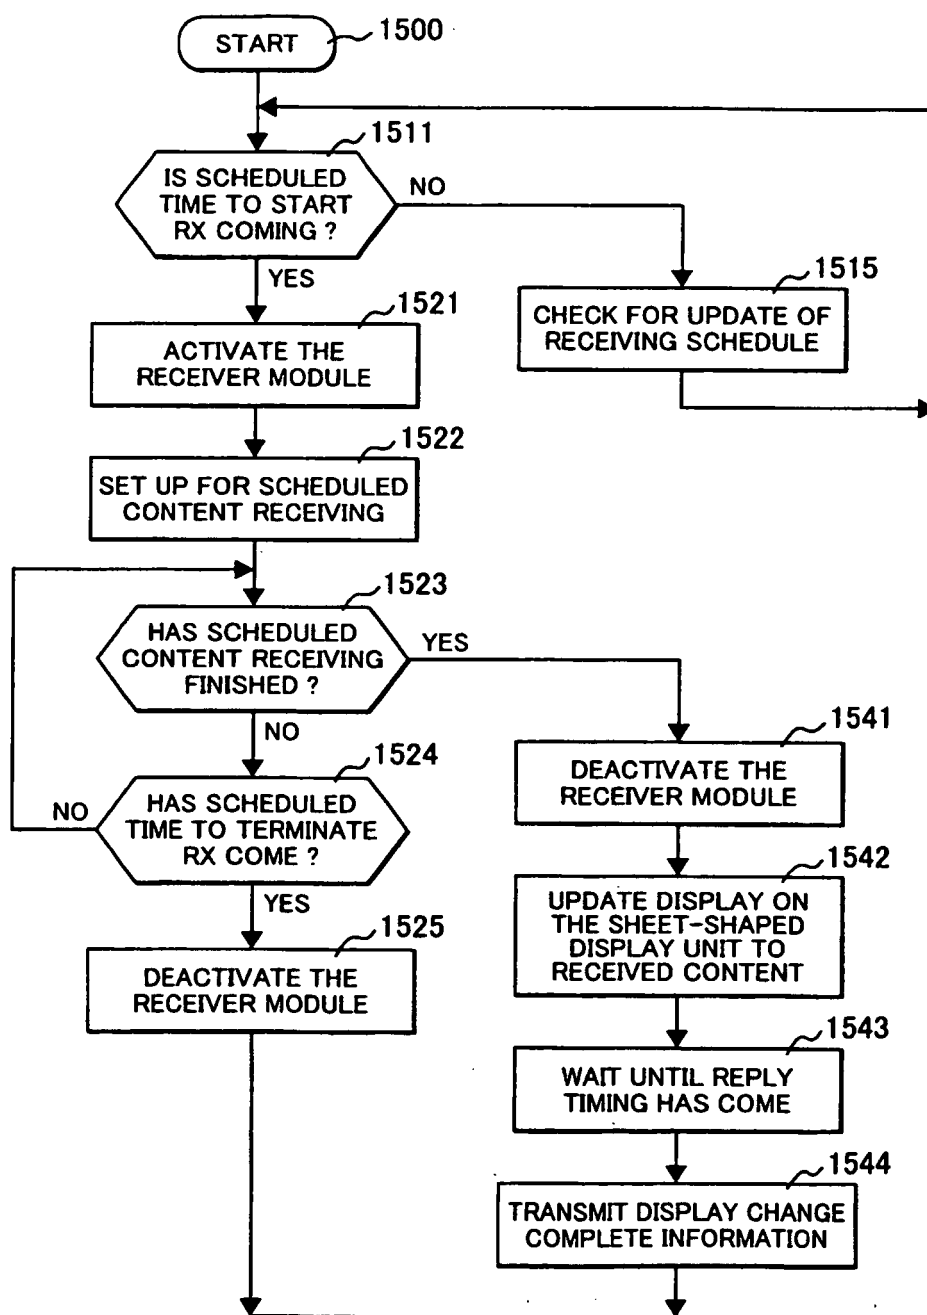 START
1500
1511
IS SCHEDULED
TIME TO START
RX COMING ?
NO
YES
1515
CHECK FOR UPDATE OF
RECEIVING SCHEDULE
1521
ACTIVATE THE
RECEIVER MODULE
1522
SET UP FOR SCHEDULED
CONTENT RECEIVING
1523
HAS SCHEDULED
CONTENT RECEIVING
FINISHED ?
YES
NO
1524
HAS SCHEDULED
TIME TO TERMINATE
RX COME ?
NO
YES
1525
DEACTIVATE THE
RECEIVER MODULE
1541
DEACTIVATE THE
RECEIVER MODULE
1542
UPDATE DISPLAY ON
THE SHEET-SHAPED
DISPLAY UNIT TO
RECEIVED CONTENT
1543
WAIT UNTIL REPLY
TIMING HAS COME
1544
TRANSMIT DISPLAY CHANGE
COMPLETE INFORMATION